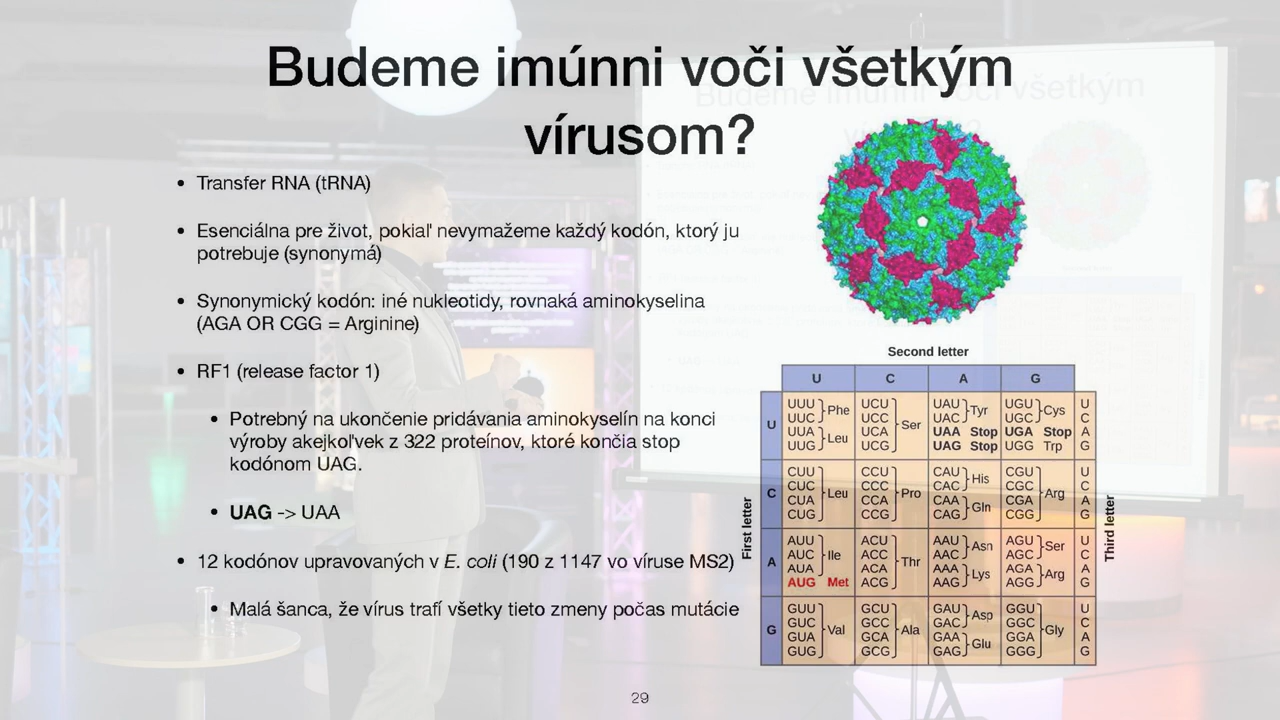 Budeme imúnni voči všetkým
vírusom?
• Transfer RNA (tRNA)
• Esenciálna pre život, pokiaľ nevymažeme každý kodón, ktorý ju
potrebuje (synonymá)
• Synonymický kodón: iné nukleotidy, rovnaká aminokyselina
(AGA OR CGG = Arginine)
• RF1 (release factor 1)
• Potrebný na ukončenie pridávania aminokyselín na konci
výroby akejkoľvek z 322 proteínov, ktoré končia stop
kodónom UAG.
• UAG -> UAA
• 12 kodónov upravovaných v E. coli (190 z 1147 vo víruse MS2)
• Malá šanca, že vírus trafí všetky tieto zmeny počas mutácie
Second letter
U C A G
First letter
Third letter
U
UUU UUC Phe
UUA UUG Leu
UCU UCC UCA UCG Ser
UAU UAC Tyr
UAA Stop
UAG Stop
UGU UGC Cys
UGA Stop
UGG Trp
U C A G
C
CUU CUC CUA CUG Leu
CCU CCC CCA CCG Pro
CAU CAC His
CAA CAG Gln
CGU CGC CGA CGG Arg
U C A G
A
AUU AUC AUA Ile
AUG Met
ACU ACC ACA ACG Thr
AAU AAC Asn
AAA AAG Lys
AGU AGC Ser
AGA AGG Arg
U C A G
G
GUU GUC GUA GUG Val
GCU GCC GCA GCG Ala
GAU GAC Asp
GAA GAG Glu
GGU GGC GGA GGG Gly
U C A G
Budeme imúnni voči všetkým
29